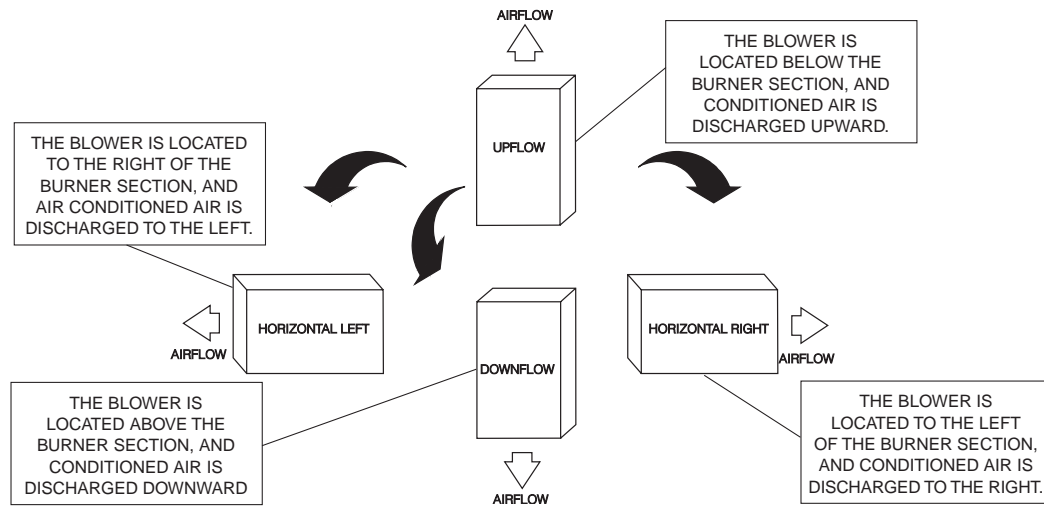 AIRFLOW
THE BLOWER IS
LOCATED BELOW THE
BURNER SECTION, AND
CONDITIONED AIR IS
DISCHARGED UPWARD.
UPFLOW
THE BLOWER IS LOCATED
TO THE RIGHT OF THE
BURNER SECTION, AND
AIR CONDITIONED AIR IS
DISCHARGED TO THE LEFT.
HORIZONTAL LEFT
AIRFLOW
HORIZONTAL RIGHT
AIRFLOW
DOWNFLOW
THE BLOWER IS
LOCATED ABOVE THE
BURNER SECTION, AND
CONDITIONED AIR IS
DISCHARGED DOWNWARD
THE BLOWER IS
LOCATED TO THE LEFT
OF THE BURNER SECTION,
AND CONDITIONED AIR IS
DISCHARGED TO THE RIGHT.
AIRFLOW